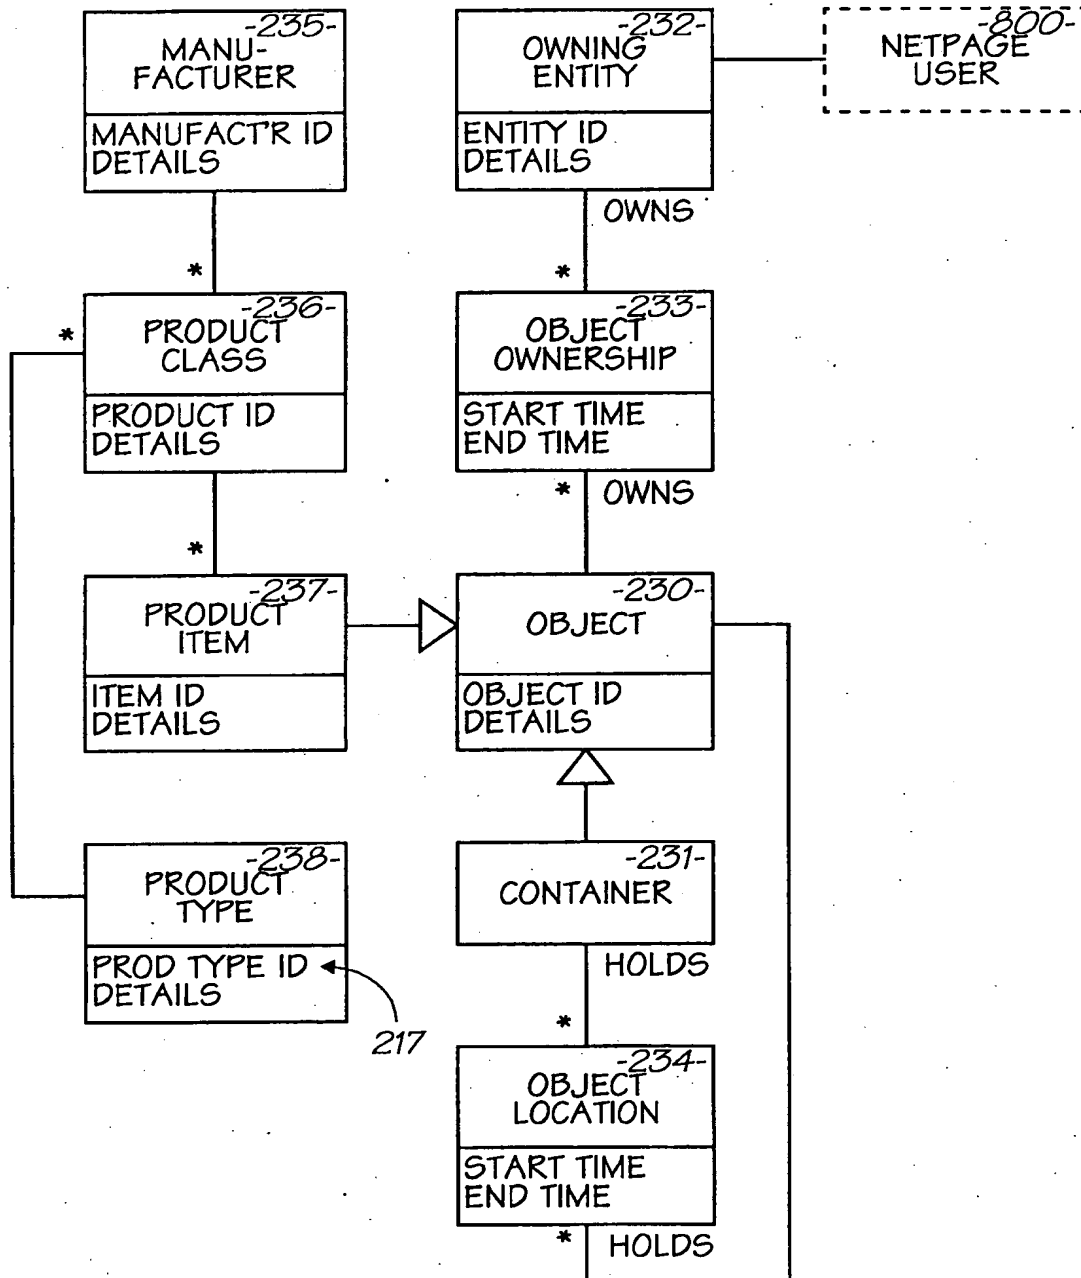 -235-
MANU-
FACTURER
MANUFACT'R ID
DETAILS
*
-236-
PRODUCT
CLASS
PRODUCT ID
DETAILS
*
*
-237-
PRODUCT
ITEM
ITEM ID
DETAILS
-238-
PRODUCT
TYPE
PROD TYPE ID
DETAILS
217
-232-
OWNING
ENTITY
ENTITY ID
DETAILS
OWNS
*
-233-
OBJECT
OWNERSHIP
START TIME
END TIME
* OWNS
-230-
OBJECT
OBJECT ID
DETAILS
-231-
CONTAINER
HOLDS
*
-234-
OBJECT
LOCATION
START TIME
END TIME
* HOLDS
-800-
NETPAGE
USER